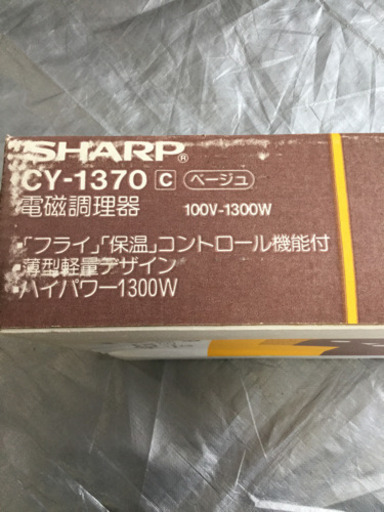 SHARP®
CY-1370 C ベージュ
電磁調理器 100V-1300W
・「フライ」「保温」コントロール機能付
・薄型軽量デザイン
・ハイパワー1300W